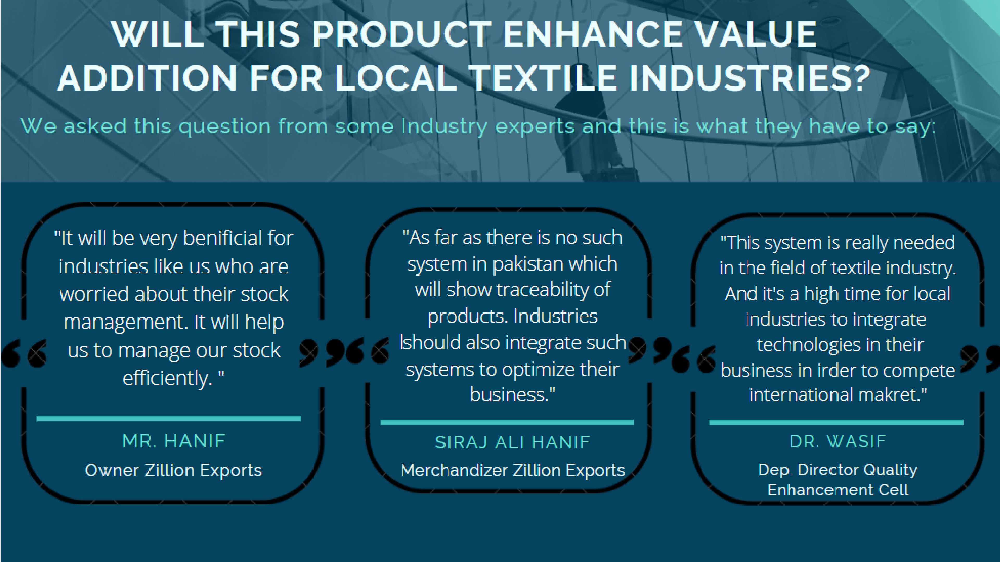 WILL THIS PRODUCT ENHANCE VALUE
ADDITION FOR LOCAL TEXTILE INDUSTRIES?
We asked this question from some Industry experts and this is what they have to say:
"It will be very benificial for
industries like us who are
worried about their stock
management. It will help
us to manage our stock
efficiently. "
MR. HANIF
Owner Zillion Exports
"As far as there is no such
system in pakistan which
will show traceability of
products. Industries
lshould also integrate such
systems to optimize their
business."
SIRAJ ALI HANIF
Merchandizer Zillion Exports
"This system is really needed
in the field of textile industry.
And it's a high time for local
industries to integrate
technologies in their
business in irder to compete
international makret."
DR. WASIF
Dep. Director Quality
Enhancement Cell